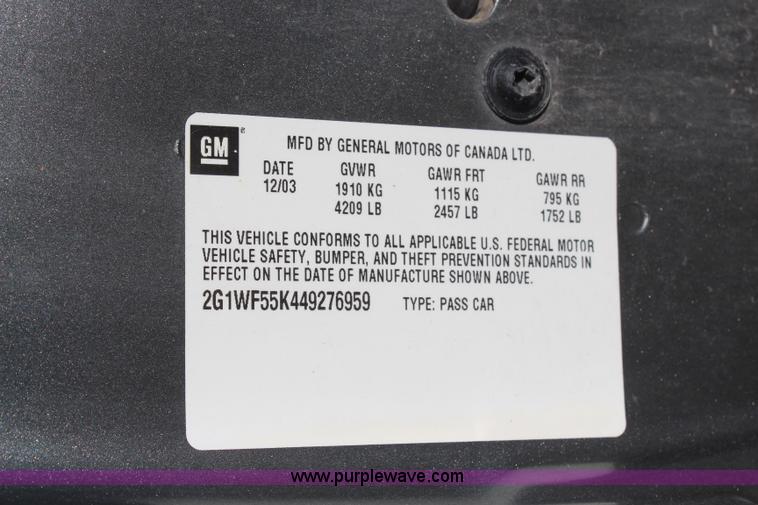 GM
MFD BY GENERAL MOTORS OF CANADA LTD.
DATE GVWR GAWR FRT GAWR RR
12/03 1910 KG 1115 KG 795 KG
4209 LB 2457 LB 1752 LB
THIS VEHICLE CONFORMS TO ALL APPLICABLE U.S. FEDERAL MOTOR
VEHICLE SAFETY, BUMPER, AND THEFT PREVENTION STANDARDS IN
EFFECT ON THE DATE OF MANUFACTURE SHOWN ABOVE.
2G1WF55K449276959 TYPE: PASS CAR
www.purplewave.com